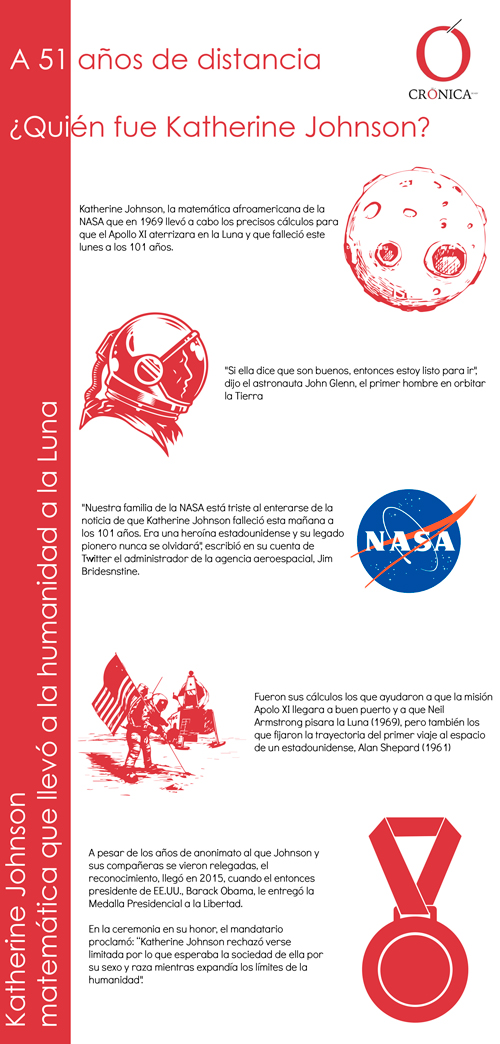 A 51 años de distancia
CRÓNICA
¿Quién fue Katherine Johnson?
Katherine Johnson, la matemática afroamericana de la
NASA que en 1969 llevó a cabo los precisos cálculos para
que el Apollo XI aterrizara en la Luna y que falleció este
lunes a los 101 años.
"Si ella dice que son buenos, entonces estoy listo para ir",
dijo el astronauta John Glenn, el primer hombre en orbitar
la Tierra
"Nuestra familia de la NASA está triste al enterarse de la
noticia de que Katherine Johnson falleció esta mañana a
los 101 años. Era una heroína estadounidense y su legado
pionero nunca se olvidará", escribió en su cuenta de
Twitter el administrador de la agencia aeroespacial, Jim
Bridesnstine.
NASA
Fueron sus cálculos los que ayudaron a que la misión
Apolo XI llegara a buen puerto y a que Neil
Armstrong pisara la Luna (1969), pero también los
que fijaron la trayectoria del primer viaje al espacio
de un estadounidense, Alan Shepard (1961)
A pesar de los años de anonimato al que Johnson y
sus compañeras se vieron relegadas, el
reconocimiento, llegó en 2015, cuando el entonces
presidente de EE.UU., Barack Obama, le entregó la
Medalla Presidencial a la Libertad.
En la ceremonia en su honor, el mandatario
proclamó: "Katherine Johnson rechazó verse
limitada por lo que esperaba la sociedad de ella por
su sexo y raza mientras expandía los límites de la
humanidad".
Katherine Johnson
matemática que llevó a la humanidad a la Luna